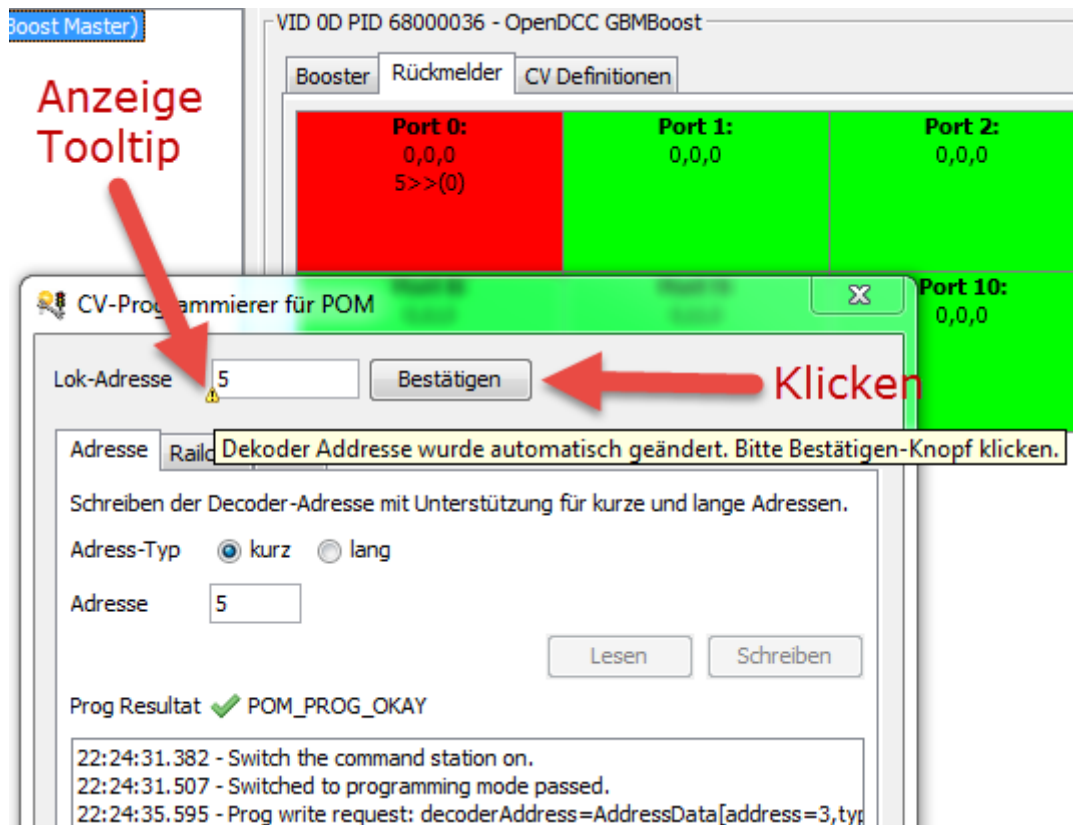 Boost Master)
VID 0D PID 68000036 - OpenDCC GBMBoost
Booster Rückmelder CV Definitionen
Anzeige
Tooltip
Port 0: Port 1: Port 2:
0,0,0 0,0,0 0,0,0
5>>(0)
CV-Programmierer für POM
Port 10:
0,0,0
Lok-Adresse 5 Bestätigen
Klicken
Adresse Railc
Dekoder Addresse wurde automatisch geändert. Bitte Bestätigen-Knopf klicken.
Schreiben der Decoder-Adresse mit Unterstützung für kurze und lange Adressen.
Adress-Typ kurz lang
Adresse 5
Lesen Schreiben
Prog Resultat POM_PROG_OKAY
22:24:31.382 - Switch the command station on.
22:24:31.507 - Switched to programming mode passed.
22:24:35.595 - Prog write request: decoderAddress=AddressData[address=3,typ